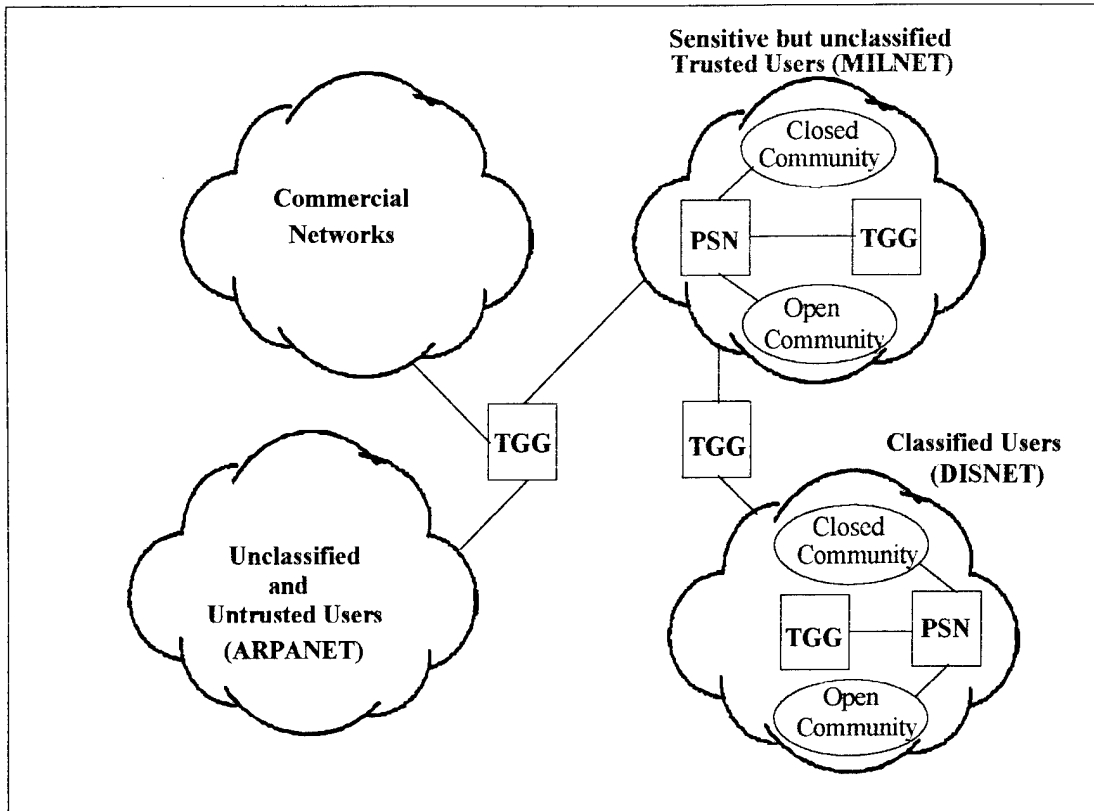 Sensitive but unclassified
Trusted Users (MILNET)
Closed
Community
PSN
TGG
Open
Community
Commercial
Networks
TGG
TGG
Classified Users
(DISNET)
Closed
Community
TGG
PSN
Open
Community
Unclassified
and
Untrusted Users
(ARPANET)